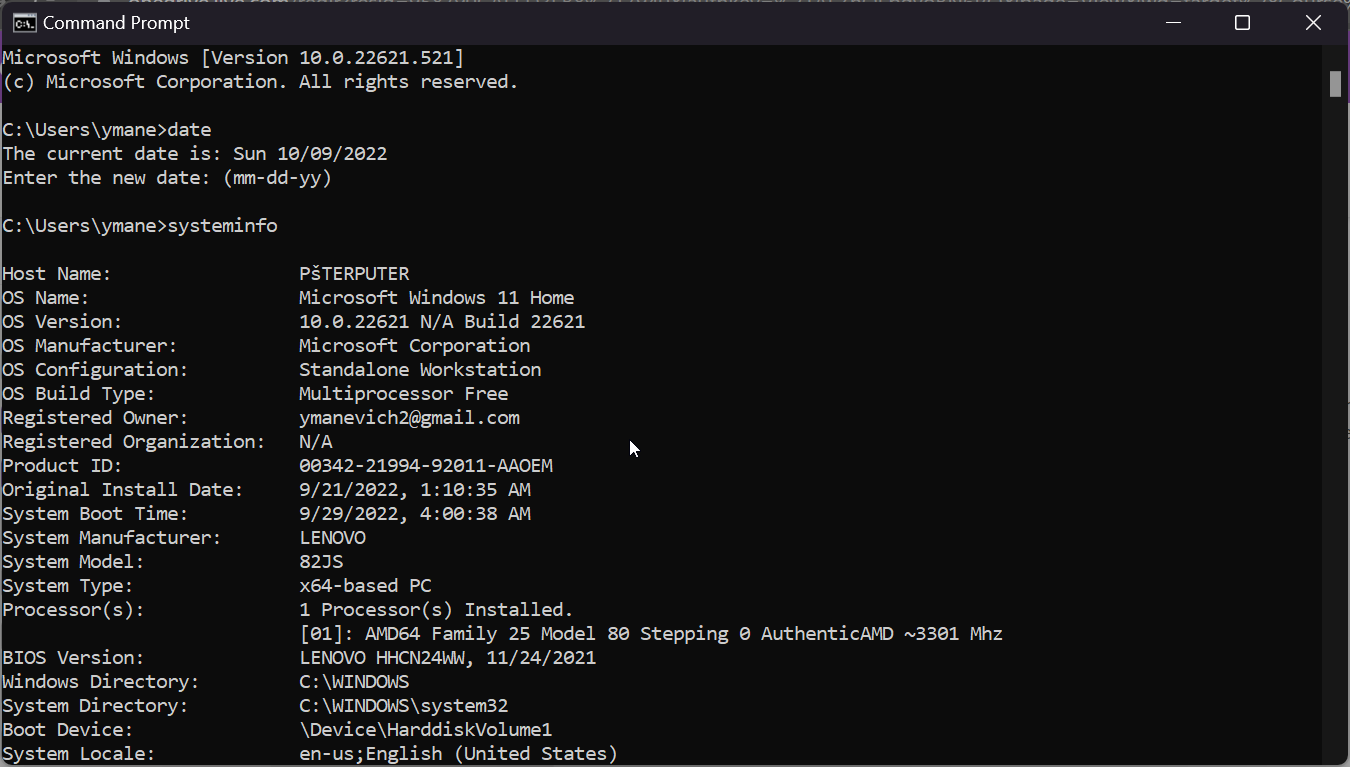 Command Prompt
Microsoft Windows [Version 10.0.22621.521]
(c) Microsoft Corporation. All rights reserved.
C:\Users\ymane>date
The current date is: Sun 10/09/2022
Enter the new date: (mm-dd-yy)
C:\Users\ymane>systeminfo
Host Name: PšTERPUTER
OS Name: Microsoft Windows 11 Home
OS Version: 10.0.22621 N/A Build 22621
OS Manufacturer: Microsoft Corporation
OS Configuration: Standalone Workstation
OS Build Type: Multiprocessor Free
Registered Owner: ymanevich2@gmail.com
Registered Organization: N/A
Product ID: 00342-21994-92011-AAOEM
Original Install Date: 9/21/2022, 1:10:35 AM
System Boot Time: 9/29/2022, 4:00:38 AM
System Manufacturer: LENOVO
System Model: 82JS
System Type: x64-based PC
Processor(s): 1 Processor(s) Installed.
[01]: AMD64 Family 25 Model 80 Stepping 0 AuthenticAMD ~3301 Mhz
BIOS Version: LENOVO HHCN24WW, 11/24/2021
Windows Directory: C:\WINDOWS
System Directory: C:\WINDOWS\system32
Boot Device: \Device\HarddiskVolume1
System Locale: en-us;English (United States)